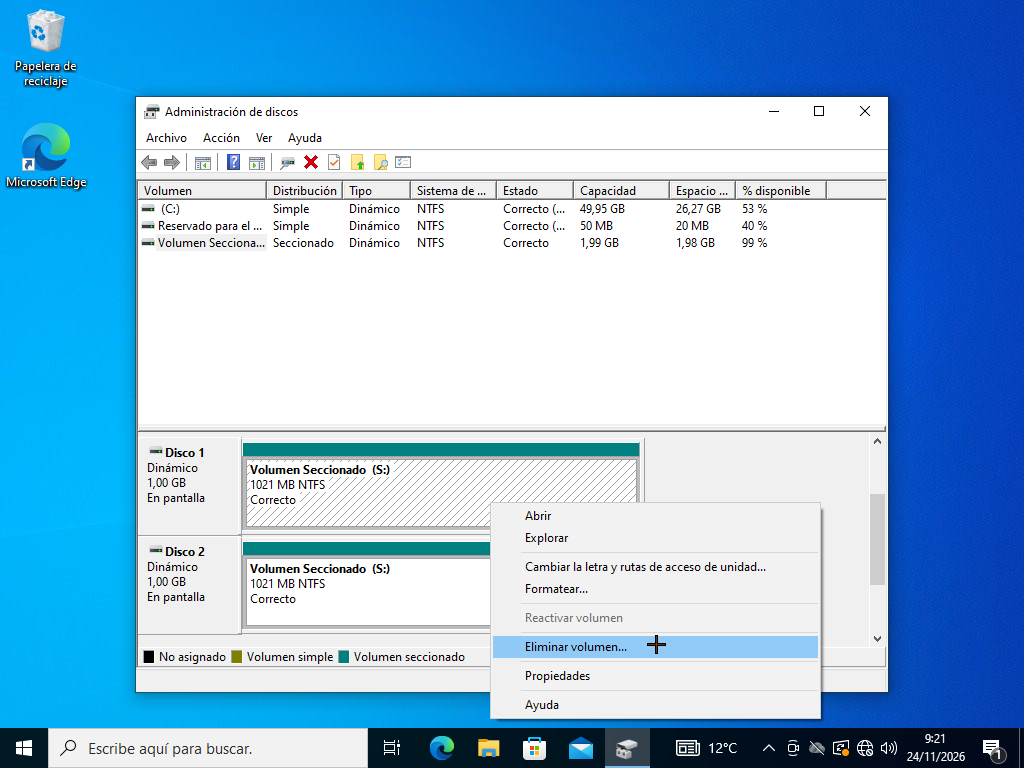 Papelera de
reciclaje
Microsoft Edge
Administración de discos
Archivo Acción Ver Ayuda
Volumen Distribución Tipo Sistema de ... Estado Capacidad Espacio ... % disponible
(C:) Simple Dinámico NTFS Correcto (... 49,95 GB 26,27 GB 53 %
Reservado para el ... Simple Dinámico NTFS Correcto (... 50 MB 20 MB 40 %
Volumen Secciona... Seccionado Dinámico NTFS Correcto 1,99 GB 1,98 GB 99 %
Disco 1
Dinámico
1,00 GB
En pantalla
Volumen Seccionado (S:)
1021 MB NTFS
Correcto
Disco 2
Dinámico
1,00 GB
En pantalla
Volumen Seccionado (S:)
1021 MB NTFS
Correcto
No asignado Volumen simple Volumen seccionado
Abrir
Explorar
Cambiar la letra y rutas de acceso de unidad...
Formatear...
Reactivar volumen
Eliminar volumen...
Propiedades
Ayuda
Escribe aquí para buscar.
12°C
9:21
24/11/2026
1